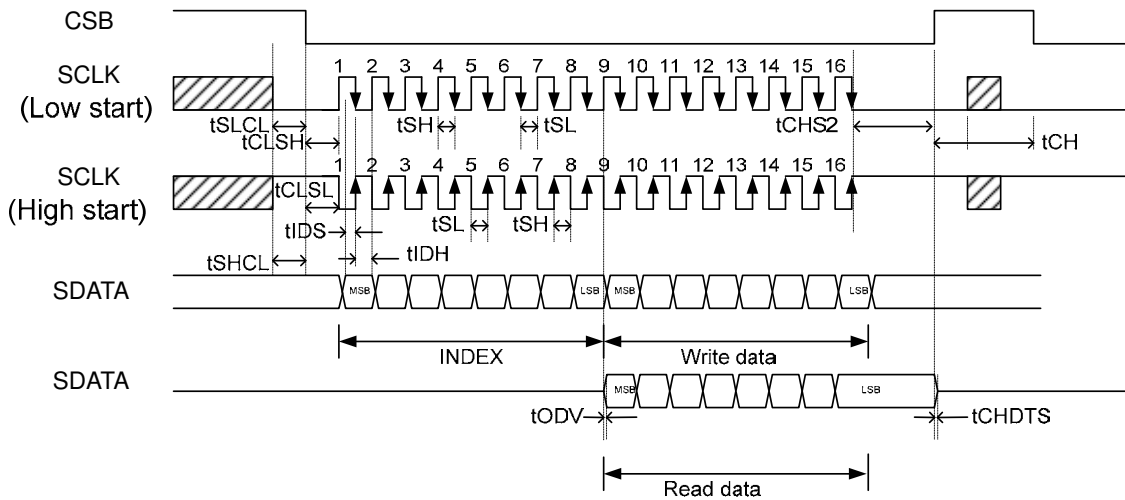 CSB
SCLK
(Low start)
1 2 3 4 5 6 7 8 9 10 11 12 13 14 15 16
tSLCL
tCLSH
tSH
tSL
tCHS2
tCH
SCLK
(High start)
1 2 3 4 5 6 7 8 9 10 11 12 13 14 15 16
tCLSL
tIDS
tSL
tSH
tIDH
tSHCL
SDATA
MSB LSB MSB LSB
INDEX
Write data
SDATA
MSB LSB
tODV
tCHDTS
Read data